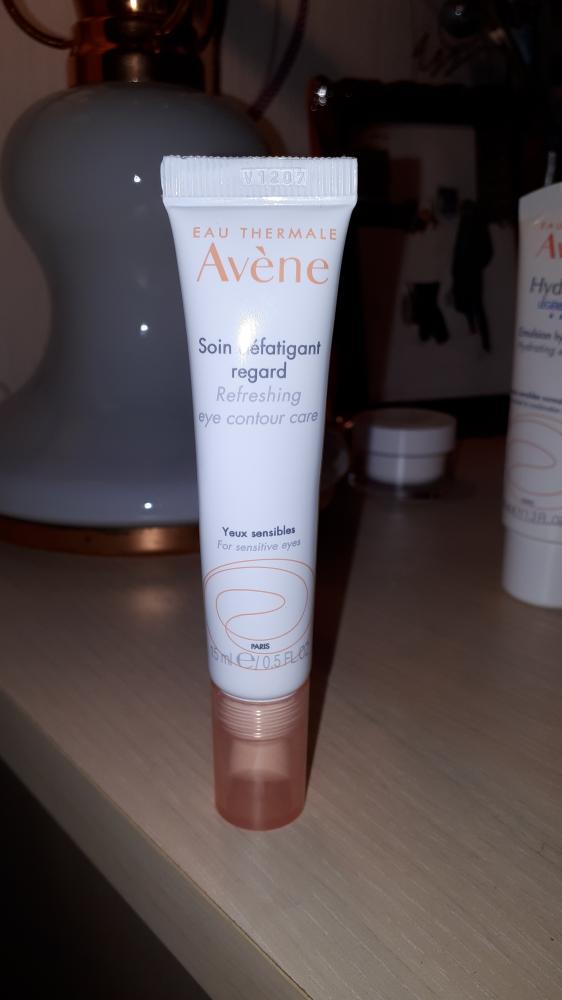 V1207
EAU THERMALE
Avène
Soin défatigant
regard
Refreshing
eye contour care
Yeux sensibles
For sensitive eyes
PARIS
15 ml e / 0.5 FL.OZ